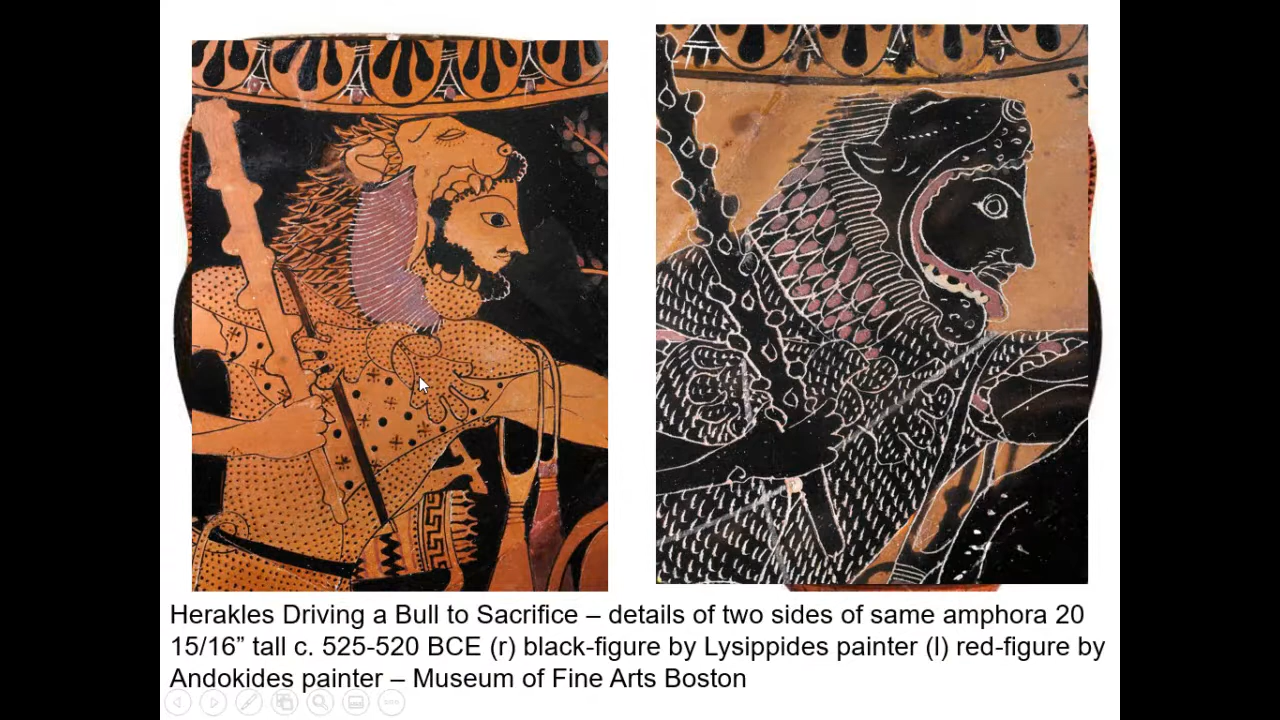 Herakles Driving a Bull to Sacrifice – details of two sides of same amphora 20
15/16” tall c. 525-520 BCE (r) black-figure by Lysippides painter (l) red-figure by
Andokides painter – Museum of Fine Arts Boston